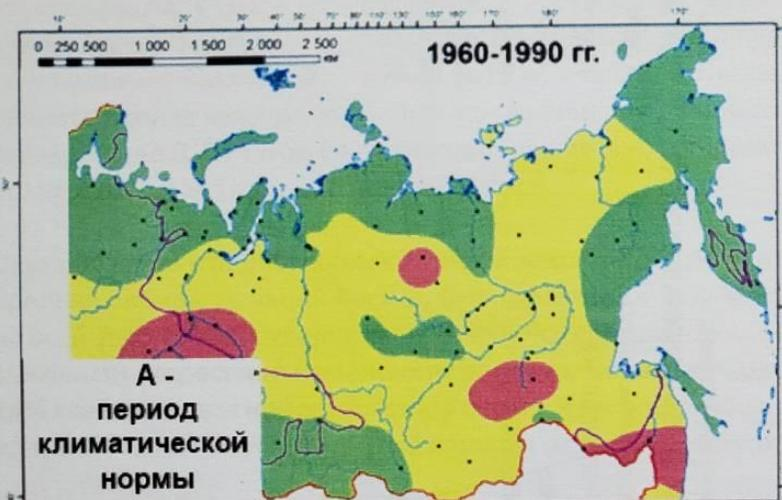 0 250 500 1 000 1 500 2 000 2 500 км
1960-1990 гг.
А -
период
климатической
нормы